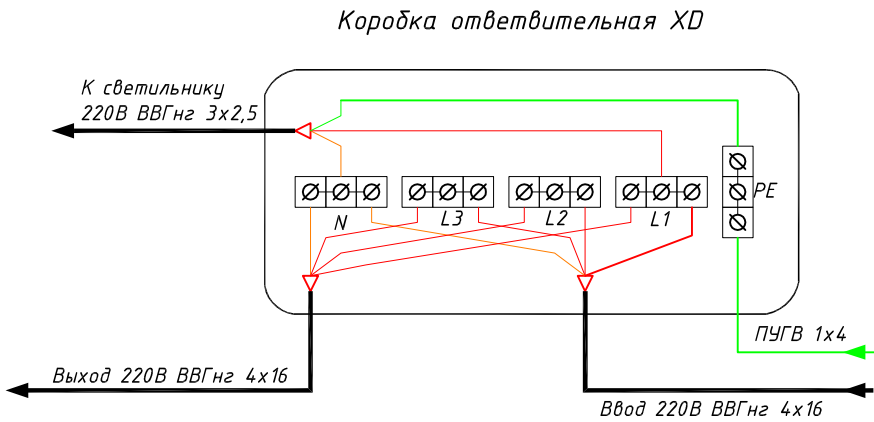 Коробка ответвительная XD
К светильнику
220В ВВГнг 3х2,5
PE
N
L3
L2
L1
ПУГВ 1х4
Выход 220В ВВГнг 4х16
Ввод 220В ВВГнг 4х16